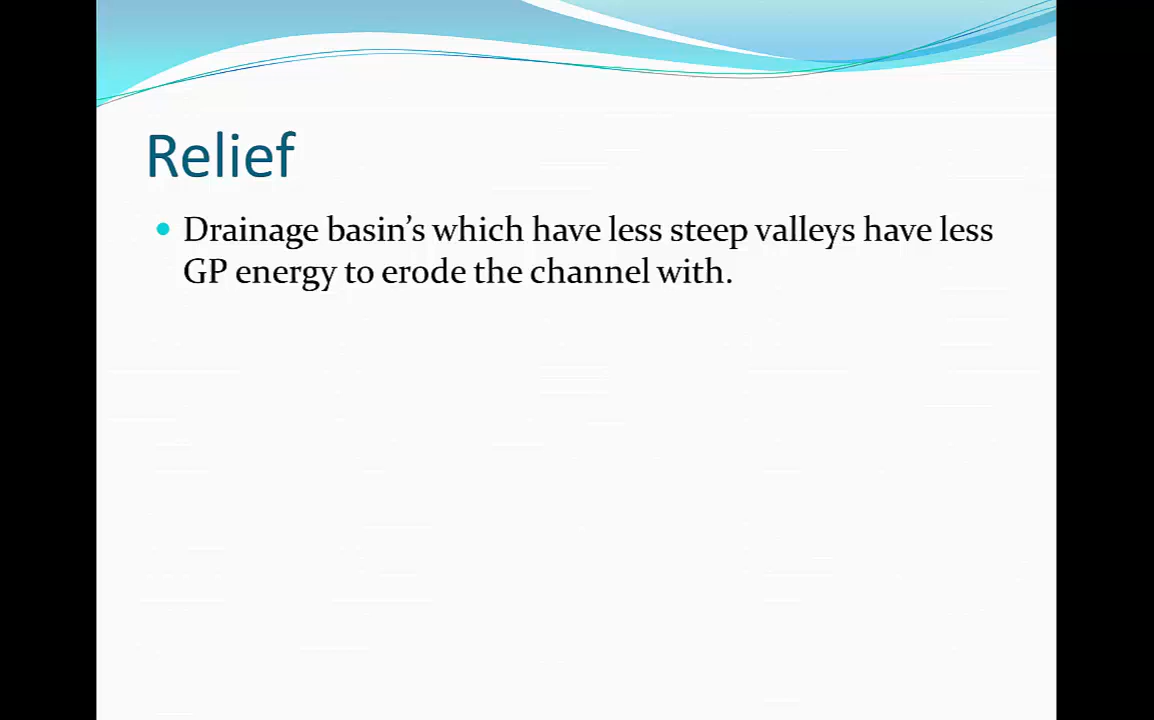 Relief
Drainage basin’s which have less steep valleys have less
GP energy to erode the channel with.